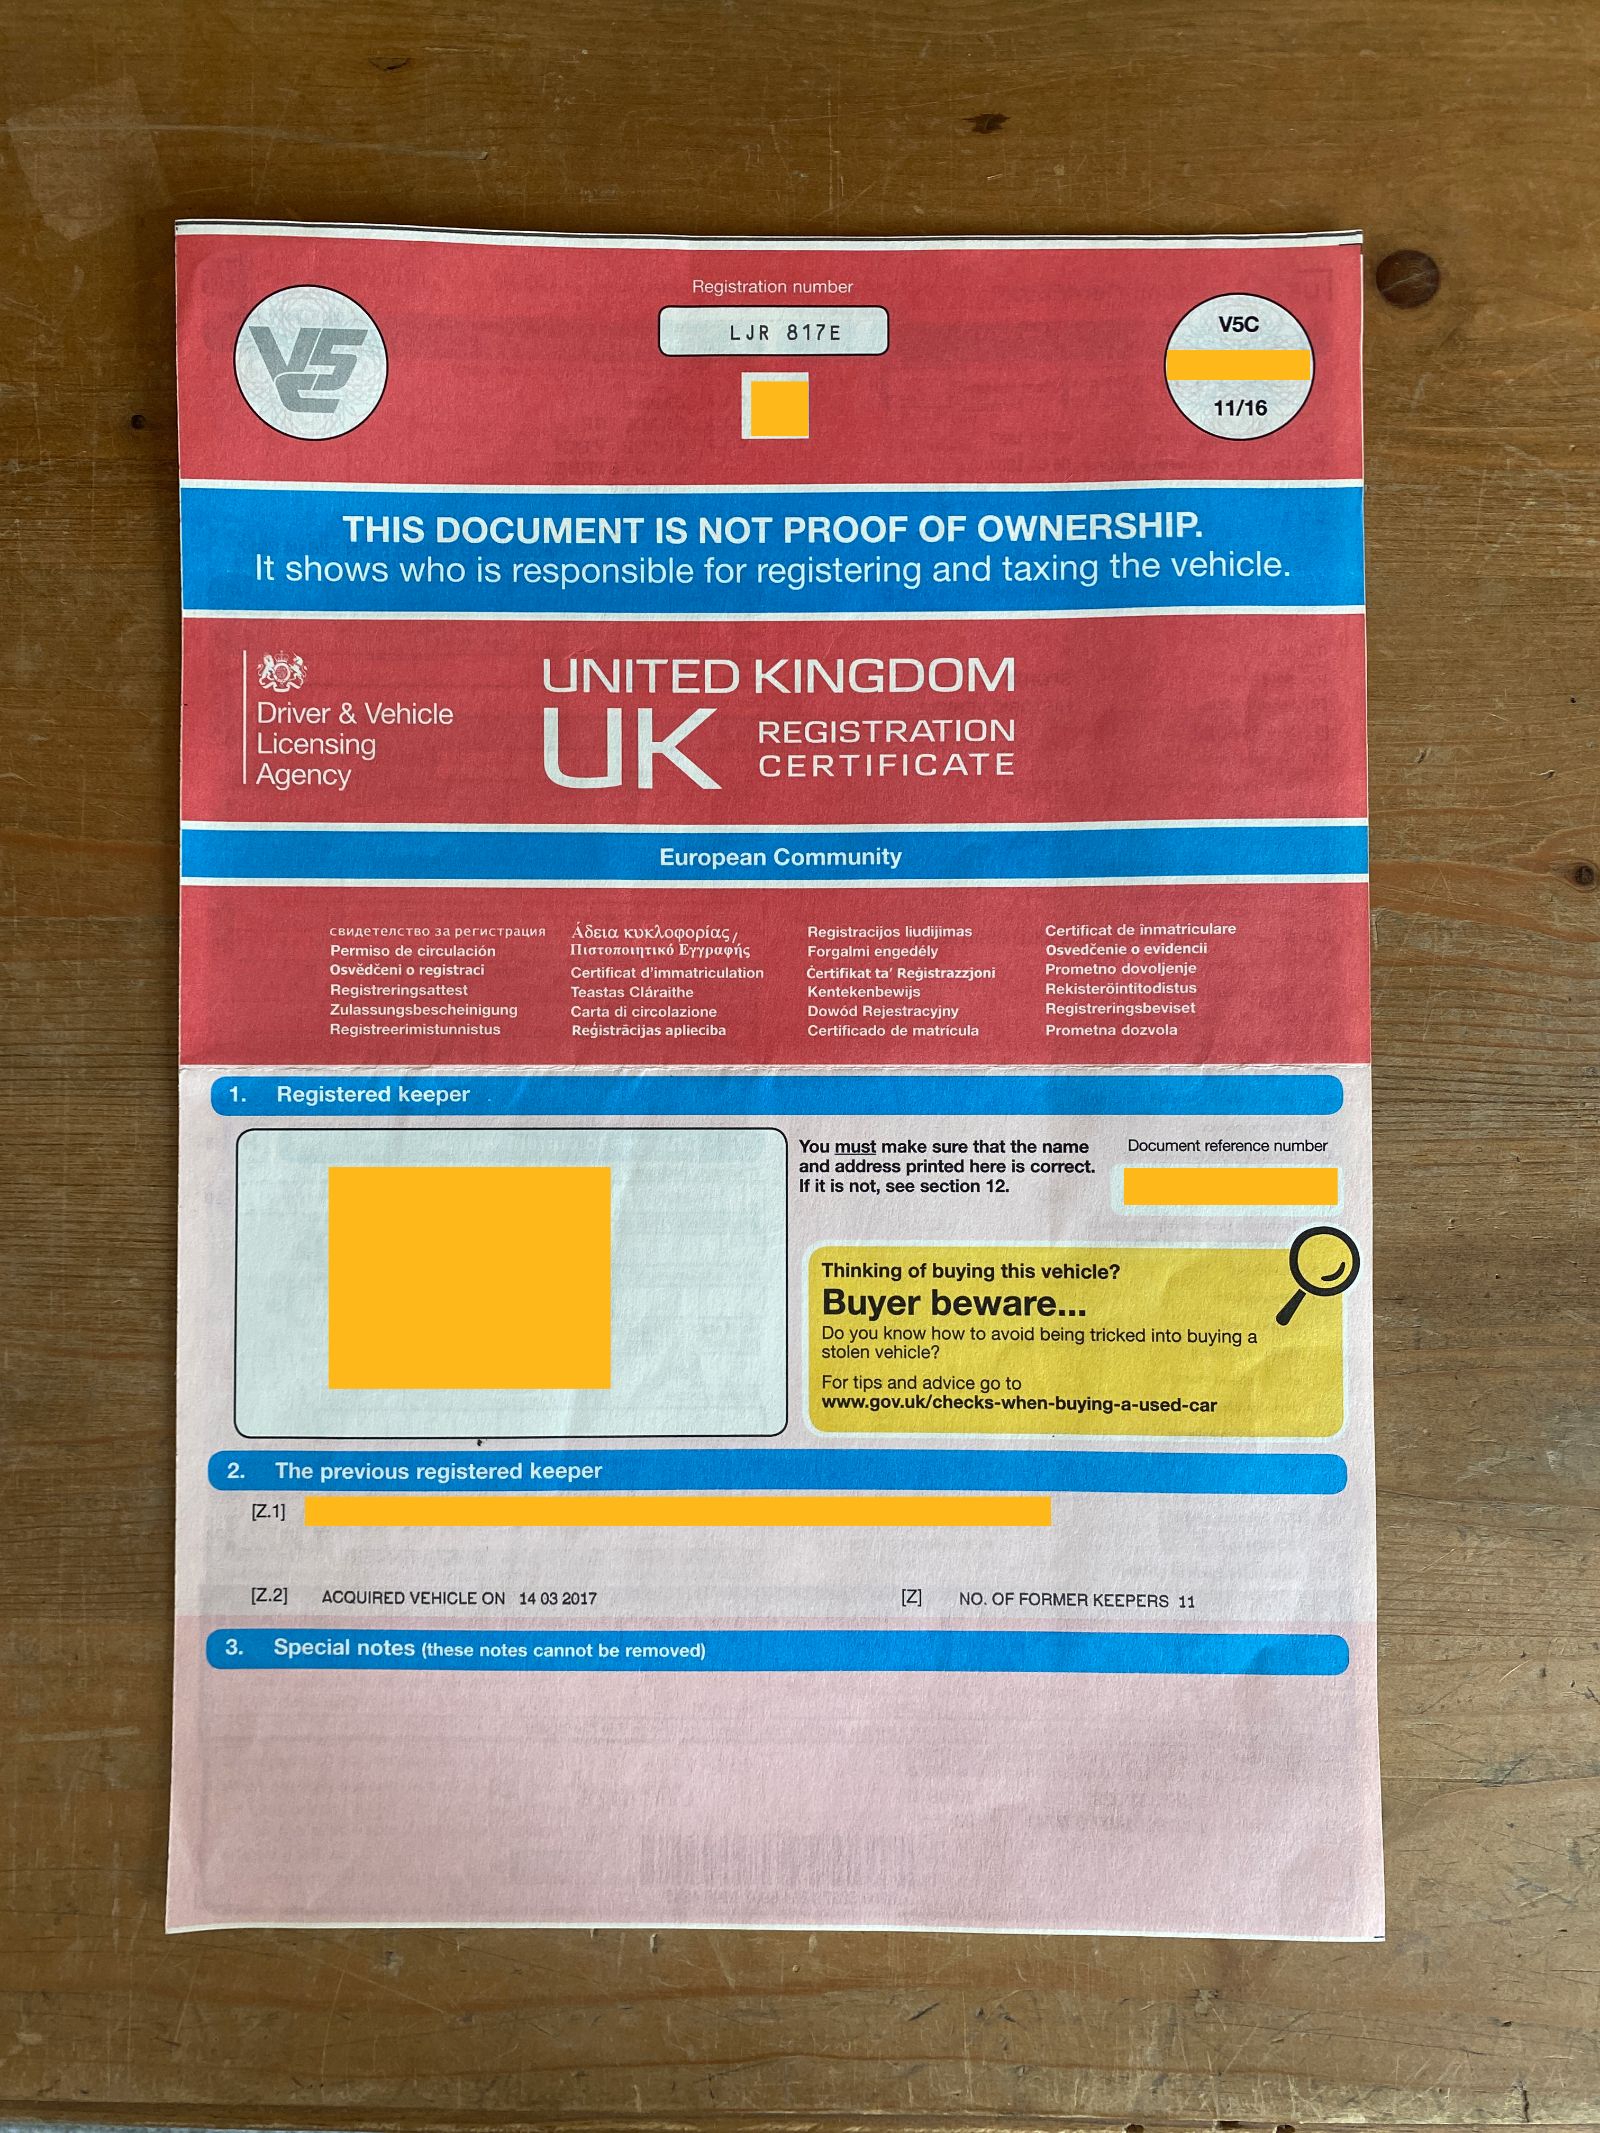 Registration number
V5C
LJR 817E
V5C
11/16
THIS DOCUMENT IS NOT PROOF OF OWNERSHIP.
It shows who is responsible for registering and taxing the vehicle.
Driver & Vehicle
Licensing
Agency
UNITED KINGDOM
UK
REGISTRATION
CERTIFICATE
European Community
свидетелство за регистрация
Permiso de circulación
Osvědčeni o registraci
Registreringsattest
Zulassungsbescheinigung
Registreerimistunnistus
Άδεια κυκλοφορίας/
Πιστοποιητικό Εγγραφής
Certificat d'immatriculation
Teastas Cláraithe
Carta di circolazione
Reģistrācijas aplieciba
Registracijos liudijimas
Forgalmi engedély
Ċertifikat ta' Reġistrazzjoni
Kentekenbewijs
Dowód Rejestracyjny
Certificado de matrícula
Certificat de înmatriculare
Osvedčenie o evidencii
Prometno dovoljenje
Rekisteröintitodistus
Registreringsbeviset
Prometna dozvola
1. Registered keeper
You must make sure that the name
and address printed here is correct.
If it is not, see section 12.
Document reference number
Thinking of buying this vehicle?
Buyer beware...
Do you know how to avoid being tricked into buying a
stolen vehicle?
For tips and advice go to
www.gov.uk/checks-when-buying-a-used-car
2. The previous registered keeper
[Z.1]
[Z.2] ACQUIRED VEHICLE ON 14 03 2017
[Z] NO. OF FORMER KEEPERS 11
3. Special notes (these notes cannot be removed)